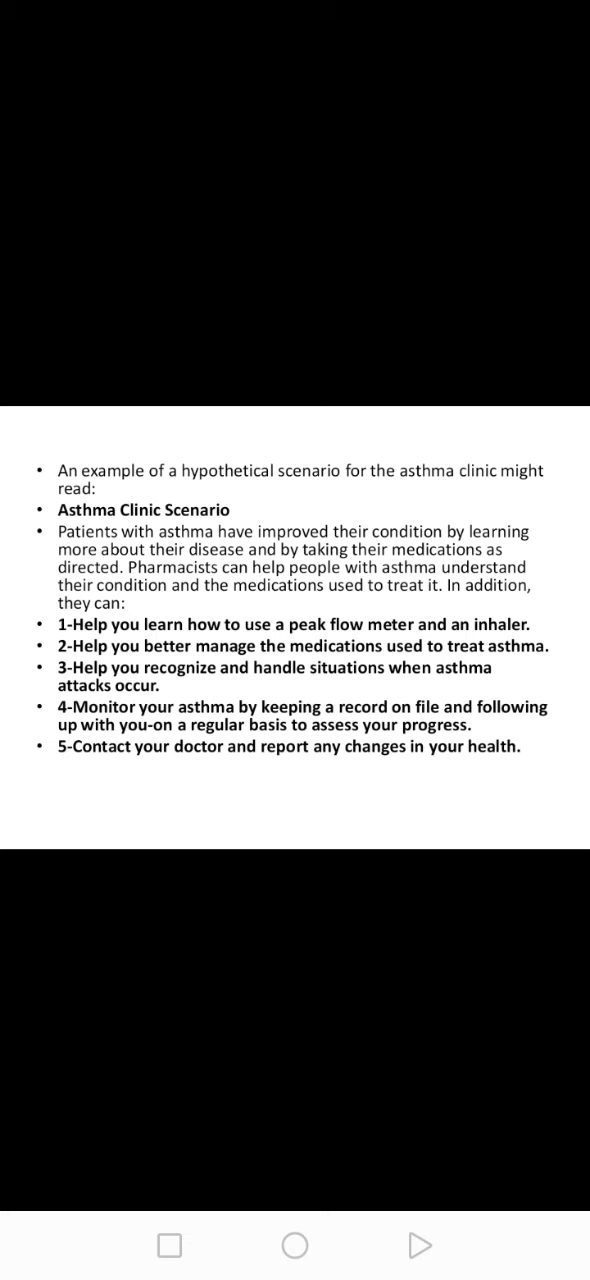 • An example of a hypothetical scenario for the asthma clinic might
read:
• Asthma Clinic Scenario
• Patients with asthma have improved their condition by learning
more about their disease and by taking their medications as
directed. Pharmacists can help people with asthma understand
their condition and the medications used to treat it. In addition,
they can:
• 1-Help you learn how to use a peak flow meter and an inhaler.
• 2-Help you better manage the medications used to treat asthma.
• 3-Help you recognize and handle situations when asthma
attacks occur.
• 4-Monitor your asthma by keeping a record on file and following
up with you-on a regular basis to assess your progress.
• 5-Contact your doctor and report any changes in your health.